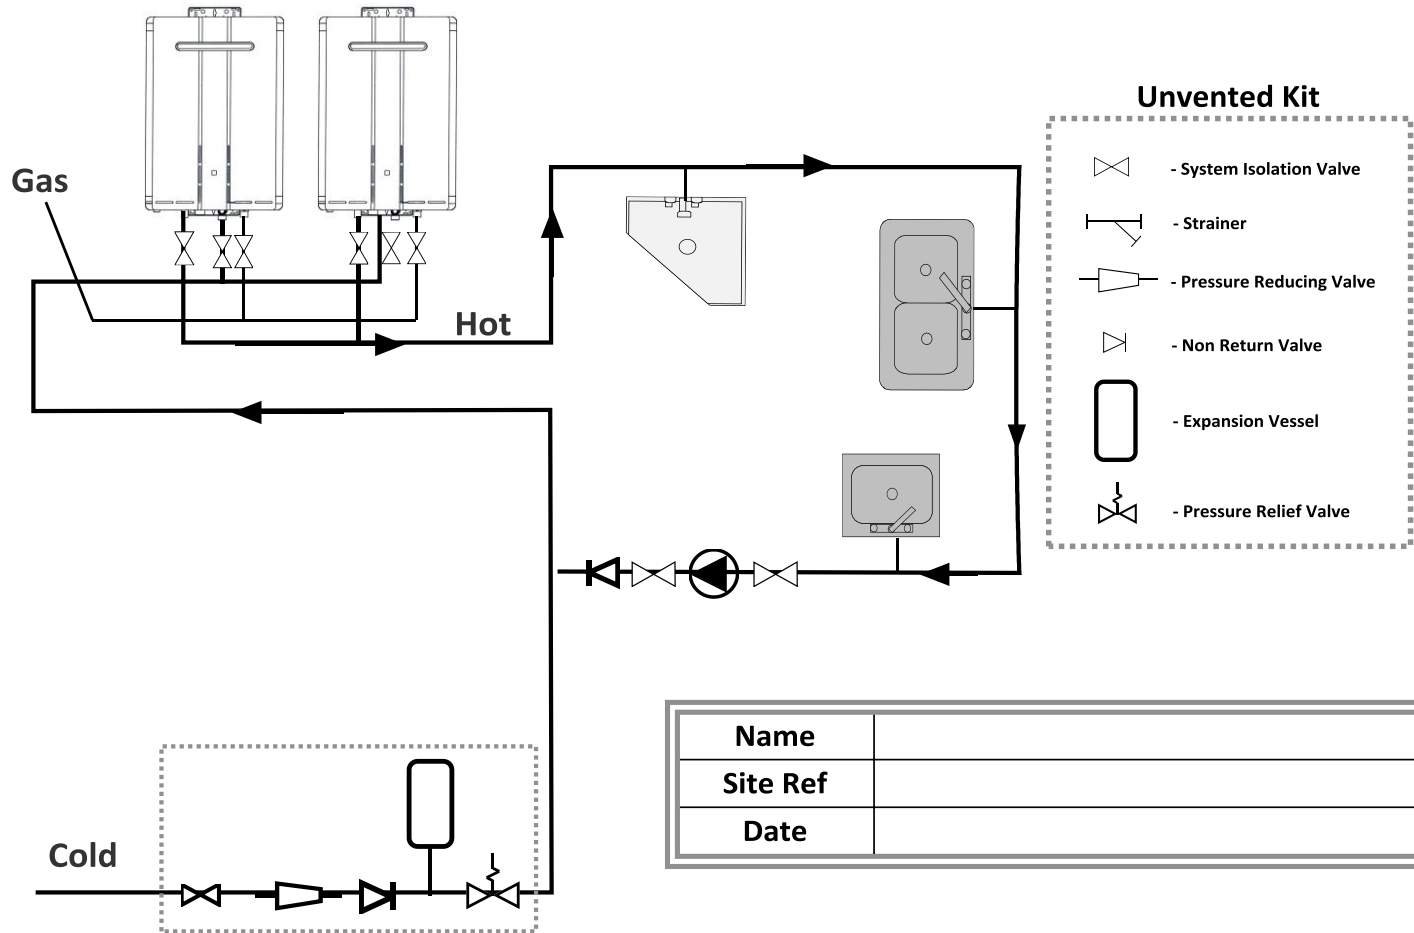 Unvented Kit
- System Isolation Valve
Gas
- Strainer
- Pressure Reducing Valve
Hot
- Non Return Valve
- Expansion Vessel
- Pressure Relief Valve
Name
Site Ref
Date
Cold